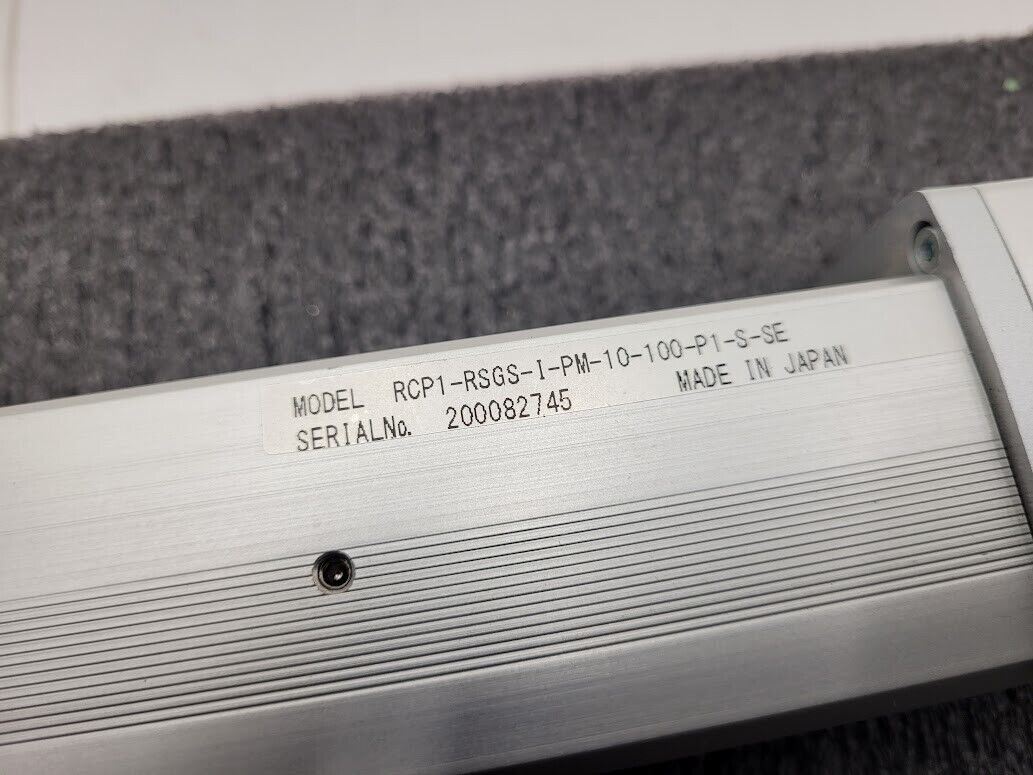 MODEL RCP1-RSGS-I-PM-10-100-P1-S-SE
SERIALNo. 200082745 MADE IN JAPAN